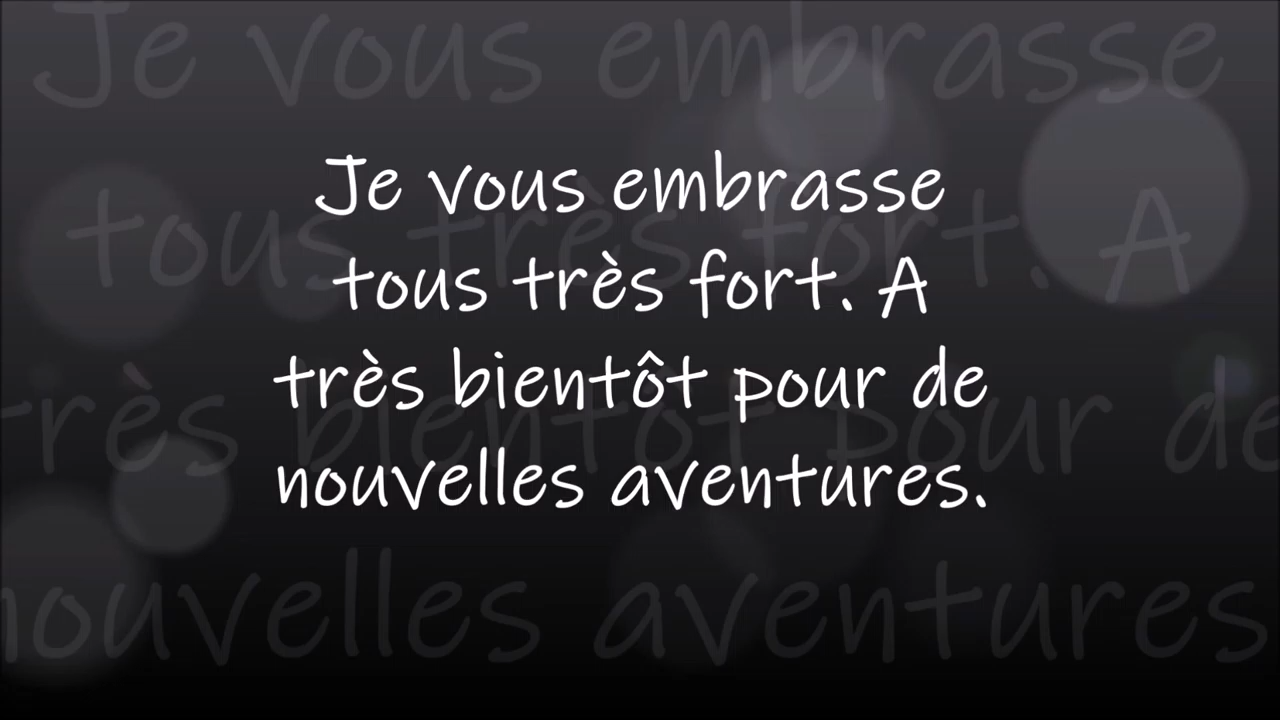 Je vous embrasse
tous très fort. A
très bientôt pour de
nouvelles aventures.